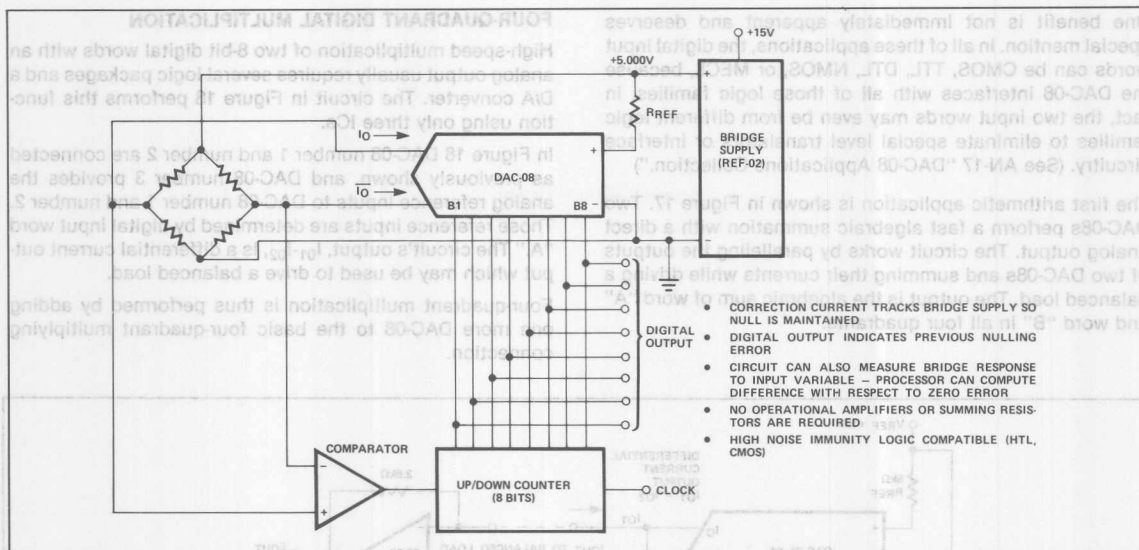 FOUR-QUADRANT DIGITAL MULTIPLICATION
High-speed multiplication of two 8-bit digital words with an
analog output usually requires several logic packages and a
D/A converter. The circuit in Figure 18 performs this func-
tion using only three ICs.
In Figure 18 DAC-08 number 1 and number 2 are connected
as previously shown, and DAC-08 number 3 provides the
analog reference inputs to DAC-08 number 1 and number 2.
Those reference inputs are determined by digital input word
"A." The circuit's output, is a differential current out-
put which may be used to drive a balanced load.
Four-quadrant multiplication is thus performed by adding
one more DAC-08 to the basic four-quadrant multiplying
connection.
ne benefit is not immediately apparent and deserves
pecial mention. In all of these applications, the digital input
words can be CMOS, TTL, DTL, NMOS, or MECL, because
he DAC-08 interfaces with all of those logic families. In
act, the two input words may even be from different logic
amilies to eliminate special level translators or interface
ircuitry. (See AN-17 "DAC-08 Applications Collection.")
he first arithmetic application is shown in Figure 17. Two
DAC-08s perform a fast algebraic summation with a direct
nalog output. The circuit works by paralleling the outputs
f two DAC-08s and summing their currents while driving a
alanced load. The output is the algebraic sum of word "A"
nd word "B" in all four quadrants.
+15V
+5.000V
+
RREF
BRIDGE
SUPPLY
(REF-02)
IO
IO
DAC-08
+
−
B1
B8
DIGITAL
OUTPUT
• CORRECTION CURRENT TRACKS BRIDGE SUPPLY SO
NULL IS MAINTAINED
• DIGITAL OUTPUT INDICATES PREVIOUS NULLING
ERROR
• CIRCUIT CAN ALSO MEASURE BRIDGE RESPONSE
TO INPUT VARIABLE – PROCESSOR CAN COMPUTE
DIFFERENCE WITH RESPECT TO ZERO ERROR
• NO OPERATIONAL AMPLIFIERS OR SUMMING RESIS-
TORS ARE REQUIRED
• HIGH NOISE IMMUNITY LOGIC COMPATIBLE (HTL,
CMOS)
COMPARATOR
−
+
UP/DOWN COUNTER
(8 BITS)
CLOCK